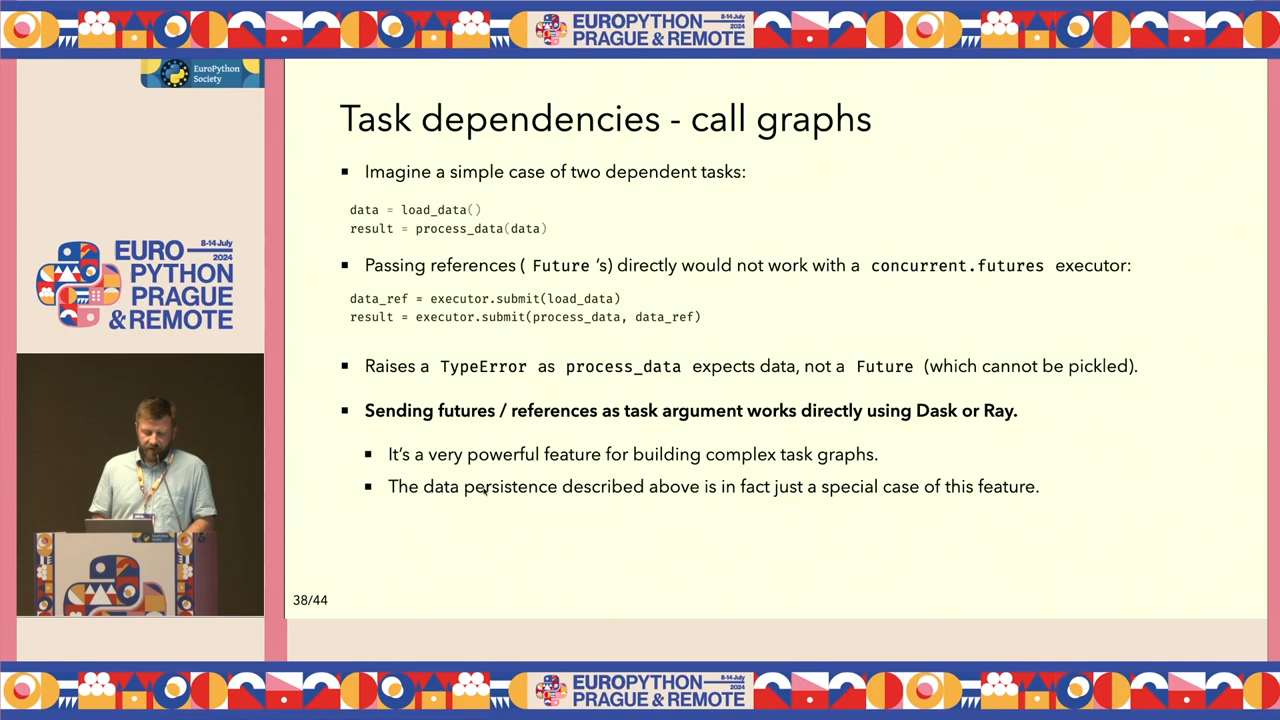 EUROPYTHON 8-14 July 2024
PRAGUE & REMOTE
EuroPython
Society
Task dependencies - call graphs
▪ Imagine a simple case of two dependent tasks:
data = load_data()
result = process_data(data)
▪ Passing references ( Future 's) directly would not work with a concurrent.futures executor:
data_ref = executor.submit(load_data)
result = executor.submit(process_data, data_ref)
▪ Raises a TypeError as process_data expects data, not a Future (which cannot be pickled).
▪ Sending futures / references as task argument works directly using Dask or Ray.
▪ It's a very powerful feature for building complex task graphs.
▪ The data persistence described above is in fact just a special case of this feature.
38/44
EURO 8-14 July 2024
PYTHON
PRAGUE
& REMOTE
EUROPYTHON 8-14 July 2024
PRAGUE & REMOTE